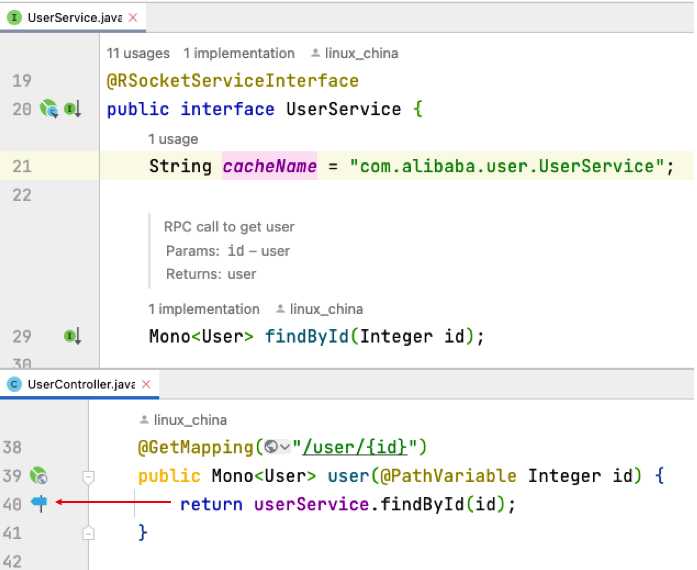 UserService.java
11 usages 1 implementation linux_china
19 @RSocketServiceInterface
20 public interface UserService {
1 usage
21 String cacheName = "com.alibaba.user.UserService";
22
RPC call to get user
Params: id – user
Returns: user
1 implementation linux_china
29 Mono<User> findById(Integer id);
30
UserController.java
linux_china
38 @GetMapping("/user/{id}")
39 public Mono<User> user(@PathVariable Integer id) {
40 return userService.findById(id);
41 }
42